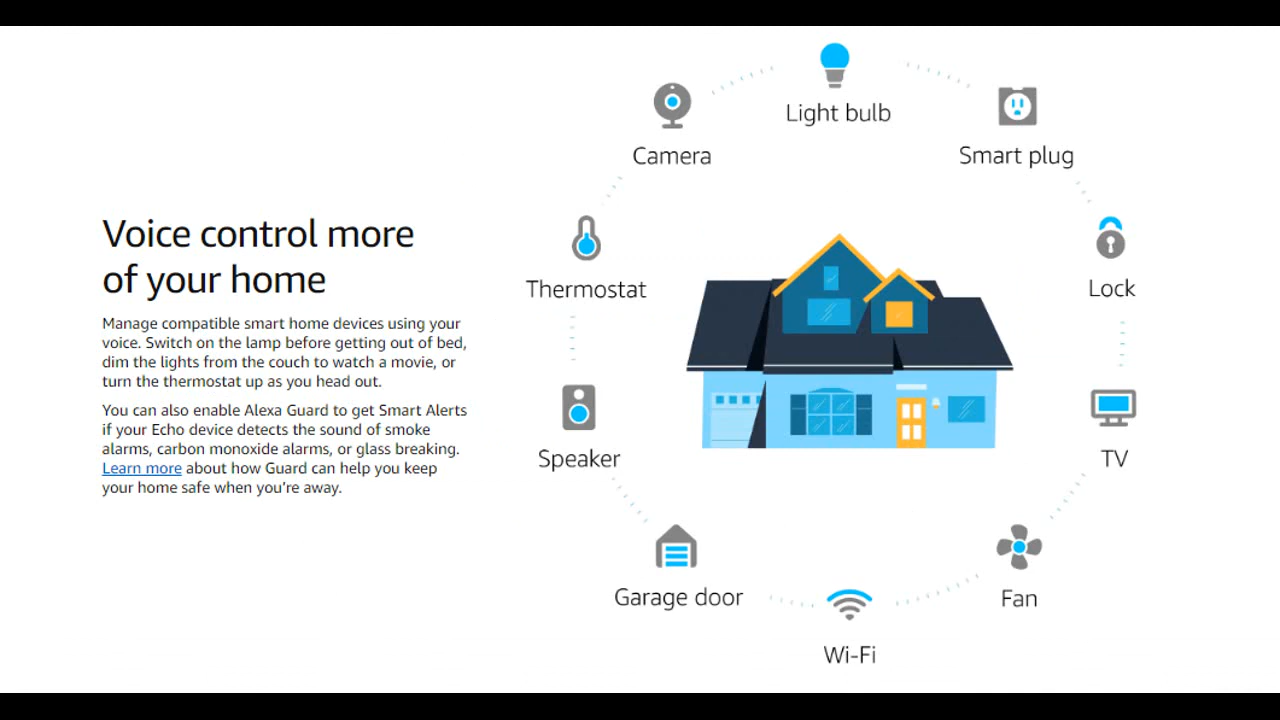 Voice control more
of your home
Manage compatible smart home devices using your
voice. Switch on the lamp before getting out of bed,
dim the lights from the couch to watch a movie, or
turn the thermostat up as you head out.
You can also enable Alexa Guard to get Smart Alerts
if your Echo device detects the sound of smoke
alarms, carbon monoxide alarms, or glass breaking.
Learn more about how Guard can help you keep
your home safe when you’re away.
Light bulb
Camera
Smart plug
Thermostat
Lock
Speaker
TV
Garage door
Fan
Wi-Fi